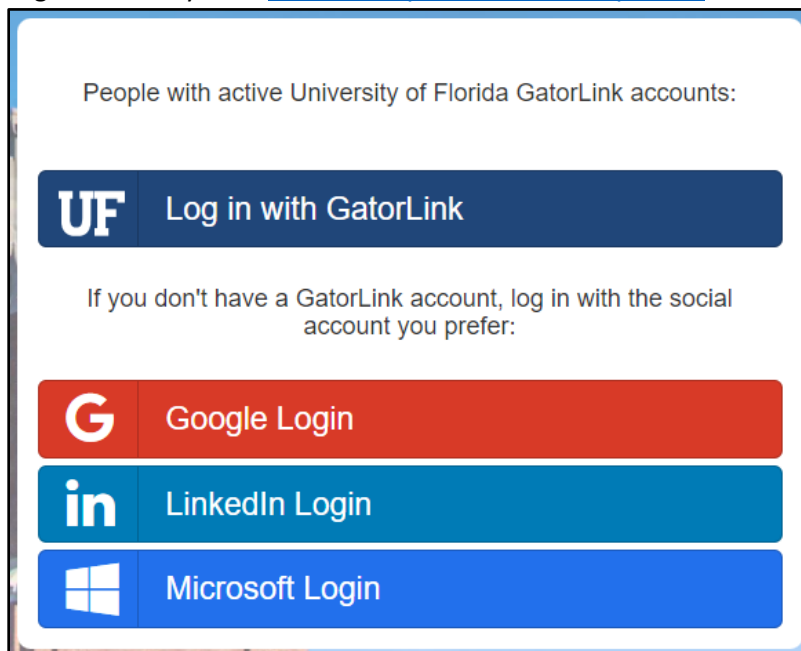 People with active University of Florida GatorLink accounts:
UF Log in with GatorLink
If you don't have a GatorLink account, log in with the social
account you prefer:
G Google Login
in LinkedIn Login
Microsoft Login